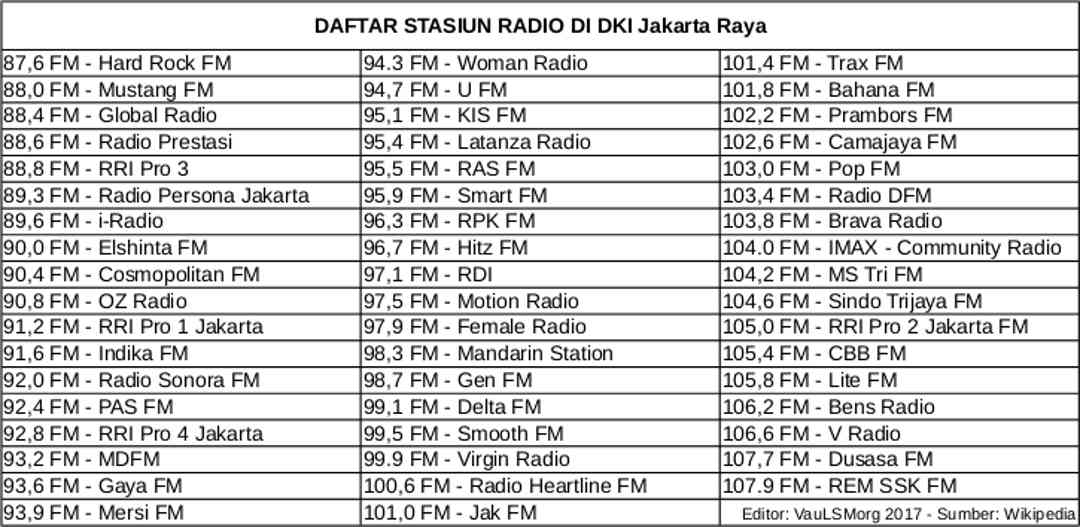 DAFTAR STASIUN RADIO DI DKI Jakarta Raya
87,6 FM - Hard Rock FM
88,0 FM - Mustang FM
88,4 FM - Global Radio
88,6 FM - Radio Prestasi
88,8 FM - RRI Pro 3
89,3 FM - Radio Persona Jakarta
89,6 FM - i-Radio
90,0 FM - Elshinta FM
90,4 FM - Cosmopolitan FM
90,8 FM - OZ Radio
91,2 FM - RRI Pro 1 Jakarta
91,6 FM - Indika FM
92,0 FM - Radio Sonora FM
92,4 FM - PAS FM
92,8 FM - RRI Pro 4 Jakarta
93,2 FM - MDFM
93,6 FM - Gaya FM
93,9 FM - Mersi FM
94.3 FM - Woman Radio
94,7 FM - U FM
95,1 FM - KIS FM
95,4 FM - Latanza Radio
95,5 FM - RAS FM
95,9 FM - Smart FM
96,3 FM - RPK FM
96,7 FM - Hitz FM
97,1 FM - RDI
97,5 FM - Motion Radio
97,9 FM - Female Radio
98,3 FM - Mandarin Station
98,7 FM - Gen FM
99,1 FM - Delta FM
99,5 FM - Smooth FM
99.9 FM - Virgin Radio
100,6 FM - Radio Heartline FM
101,0 FM - Jak FM
101,4 FM - Trax FM
101,8 FM - Bahana FM
102,2 FM - Prambors FM
102,6 FM - Camajaya FM
103,0 FM - Pop FM
103,4 FM - Radio DFM
103,8 FM - Brava Radio
104.0 FM - IMAX - Community Radio
104,2 FM - MS Tri FM
104,6 FM - Sindo Trijaya FM
105,0 FM - RRI Pro 2 Jakarta FM
105,4 FM - CBB FM
105,8 FM - Lite FM
106,2 FM - Bens Radio
106,6 FM - V Radio
107,7 FM - Dusasa FM
107.9 FM - REM SSK FM
Editor: VauLSMorg 2017 - Sumber: Wikipedia